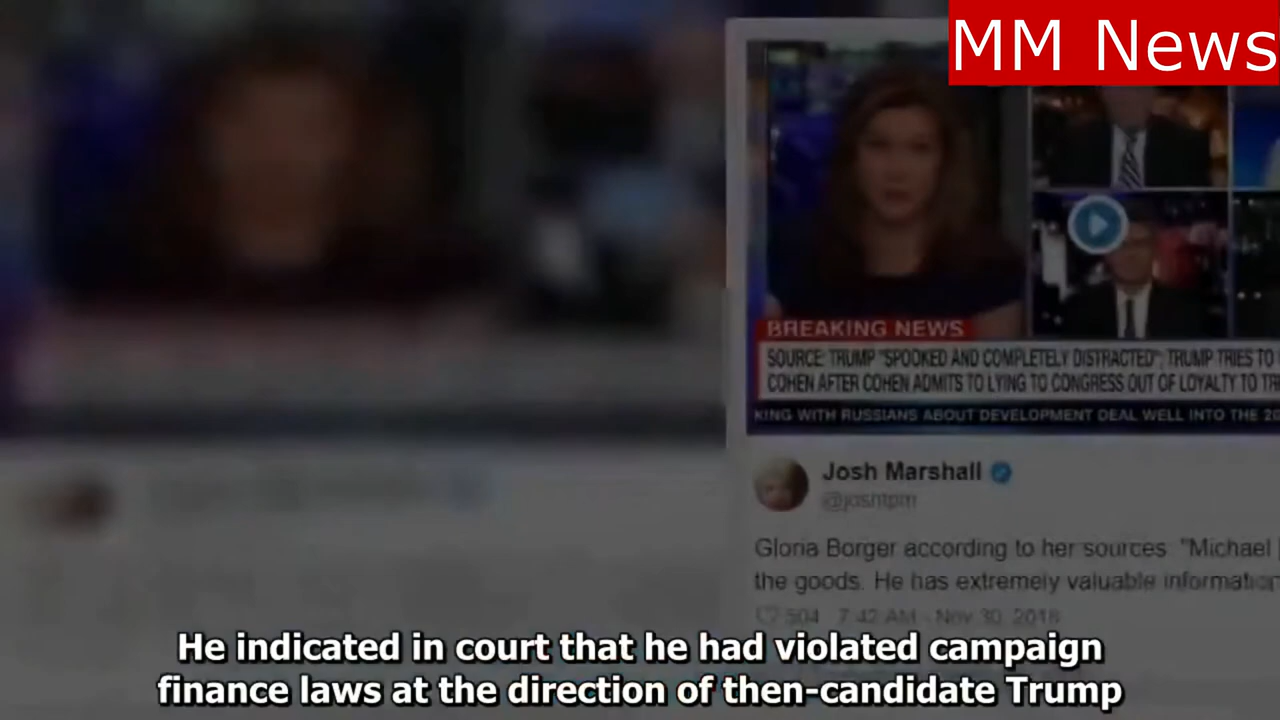 MM News
BREAKING NEWS
SOURCE: TRUMP "SPOOKED AND COMPLETELY DISTRACTED"; TRUMP TRIES TO
COHEN AFTER COHEN ADMITS TO LYING TO CONGRESS OUT OF LOYALTY TO TR
KING WITH RUSSIANS ABOUT DEVELOPMENT DEAL WELL INTO THE 20
Josh Marshall
@joshtpm
Gloria Borger according to her sources: "Michael
the goods. He has extremely valuable information
504 7:42 AM - Nov 30, 2018
He indicated in court that he had violated campaign
finance laws at the direction of then-candidate Trump